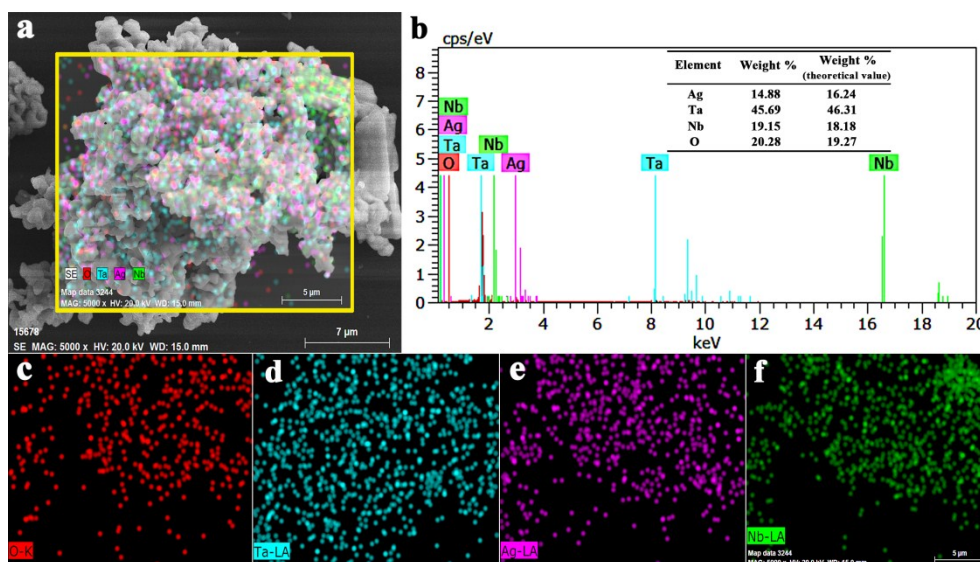 a
SE O Ta Ag Nb
Map data 3244
MAG: 5000 x HV: 20.0 kV WD: 15.0 mm
5 µm
15678
SE MAG: 5000 x HV: 20.0 kV WD: 15.0 mm
7 µm
b
cps/eV
8
7
6
5
4
3
2
1
0
Nb
Ag
Ta
O
Ta
Nb
Ag
Ta
Nb
2 4 6 8 10 12 14 16 18 20
keV
Element Weight % Weight %
(theoretical value)
Ag 14.88 16.24
Ta 45.69 46.31
Nb 19.15 18.18
O 20.28 19.27
c
O-K
d
Ta-LA
e
Ag-LA
f
Nb-LA
Map data 3244
5 µm